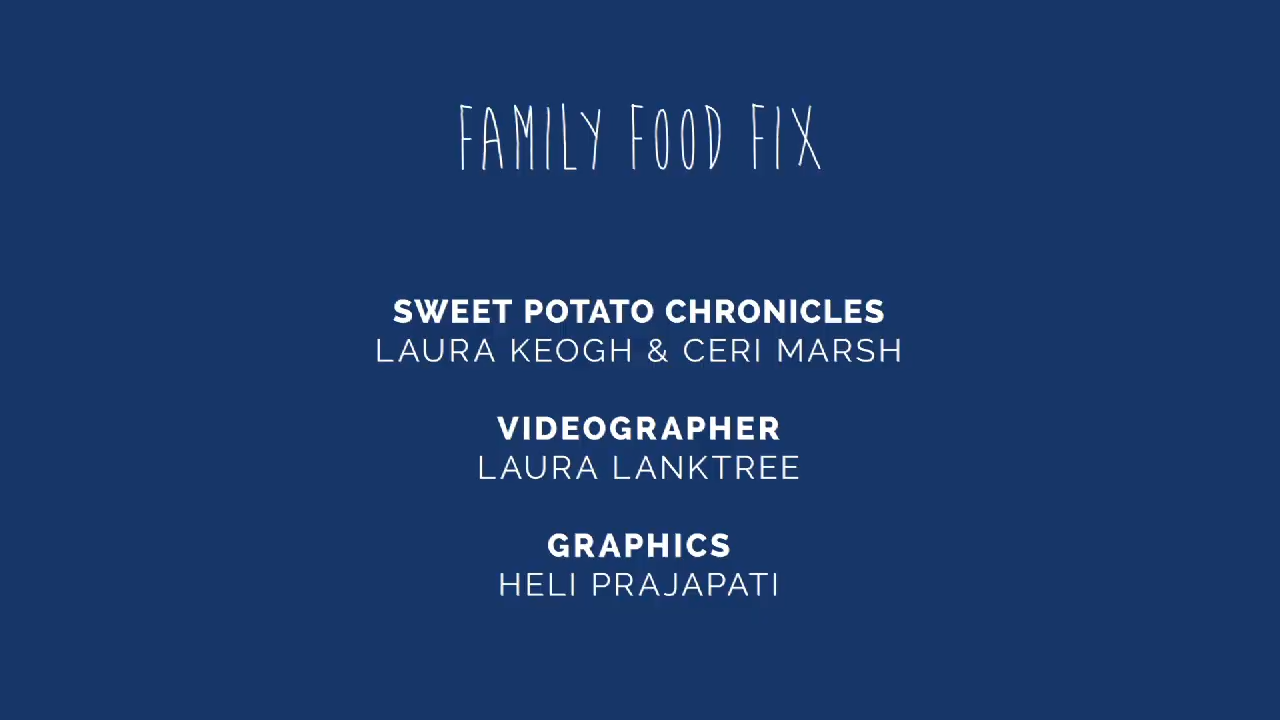 FAMILY FOOD FIX
SWEET POTATO CHRONICLES
LAURA KEOGH & CERI MARSH
VIDEOGRAPHER
LAURA LANKTREE
GRAPHICS
HELI PRAJAPATI